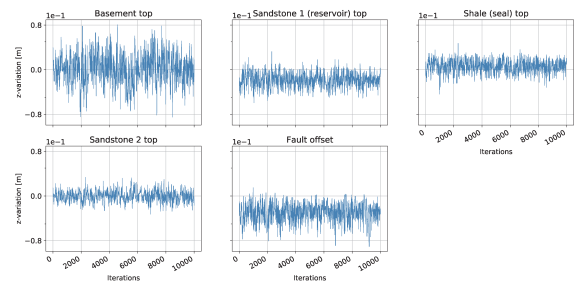 Basement top
1e−1
0.8
0.0
−0.8
z-variation [m]
Sandstone 1 (reservoir) top
1e−1
Shale (seal) top
1e−1
0
2000
4000
6000
8000
10000
Iterations
Sandstone 2 top
1e−1
0.8
0.0
−0.8
z-variation [m]
0
2000
4000
6000
8000
10000
Iterations
Fault offset
1e−1
0
2000
4000
6000
8000
10000
Iterations